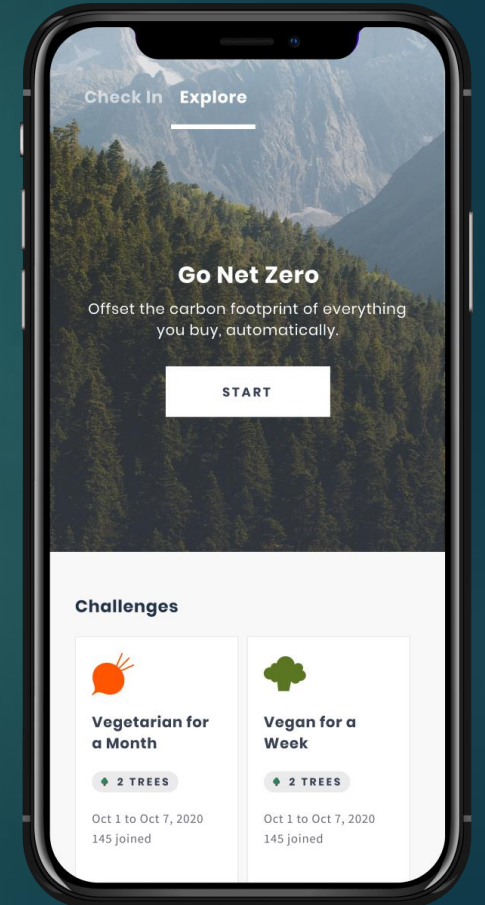 Check In Explore
Go Net Zero
Offset the carbon footprint of everything
you buy, automatically.
START
Challenges
Vegetarian for
a Month
2 TREES
Oct 1 to Oct 7, 2020
145 joined
Vegan for a
Week
2 TREES
Oct 1 to Oct 7, 2020
145 joined